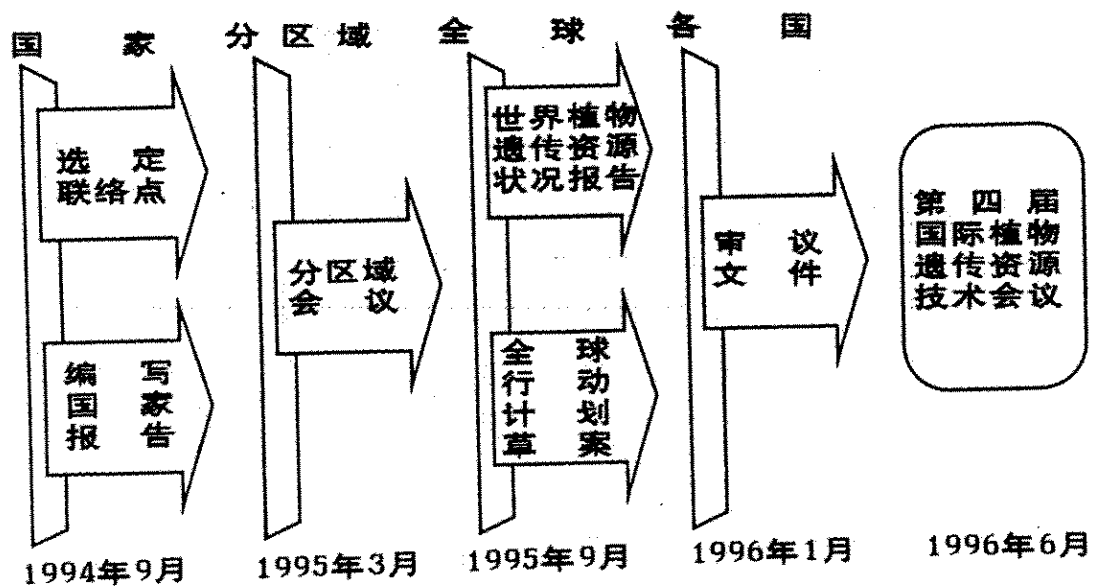 国家
分区域
全球
各国
选定
联络点
编写
国家
报告
分区域
会议
世界植物
遗传资源
状况报告
全球
行动
计划
草案
审议
文件
第四届
国际植物
遗传资源
技术会议
1994年9月
1995年3月
1995年9月
1996年1月
1996年6月